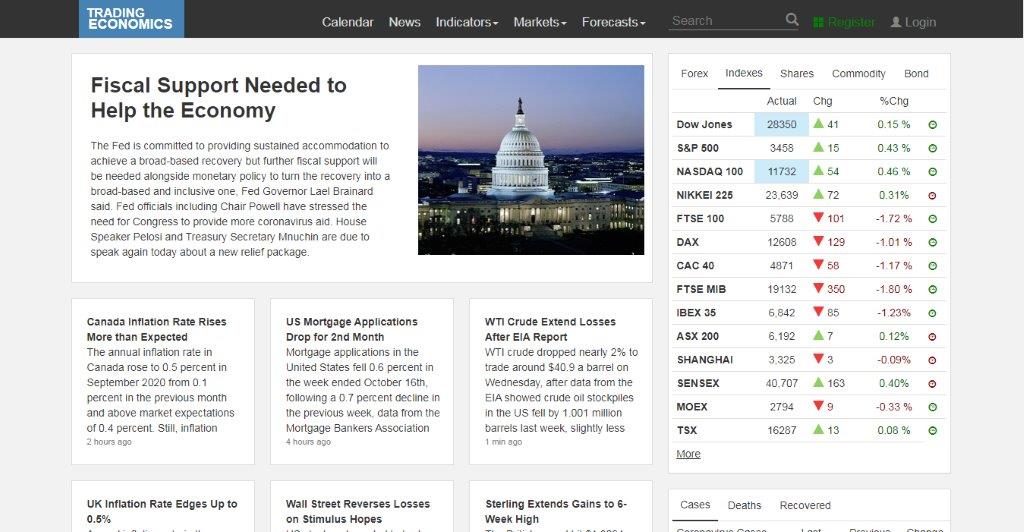 TRADING
ECONOMICS
Calendar News Indicators Markets Forecasts Search Register Login
Fiscal Support Needed to
Help the Economy
The Fed is committed to providing sustained accommodation to
achieve a broad-based recovery but further fiscal support will
be needed alongside monetary policy to turn the recovery into a
broad-based and inclusive one, Fed Governor Lael Brainard
said. Fed officials including Chair Powell have stressed the
need for Congress to provide more coronavirus aid. House
Speaker Pelosi and Treasury Secretary Mnuchin are due to
speak again today about a new relief package.
Canada Inflation Rate Rises
More than Expected
The annual inflation rate in
Canada rose to 0.5 percent in
September 2020 from 0.1
percent in the previous month
and above market expectations
of 0.4 percent. Still, inflation
2 hours ago
US Mortgage Applications
Drop for 2nd Month
Mortgage applications in the
United States fell 0.6 percent in
the week ended October 16th,
following a 0.7 percent decline in
the previous week, data from the
Mortgage Bankers Association
4 hours ago
WTI Crude Extend Losses
After EIA Report
WTI crude dropped nearly 2% to
trade around $40.9 a barrel on
Wednesday, after data from the
EIA showed crude oil stockpiles
in the US fell by 1.001 million
barrels last week, slightly less
1 min ago
UK Inflation Rate Edges Up to
0.5%
Wall Street Reverses Losses
on Stimulus Hopes
Sterling Extends Gains to 6-
Week High
Forex Indexes Shares Commodity Bond
Actual Chg %Chg
Dow Jones 28350 41 0.15 %
S&P 500 3458 15 0.43 %
NASDAQ 100 11732 54 0.46 %
NIKKEI 225 23,639 72 0.31%
FTSE 100 5788 101 -1.72 %
DAX 12608 129 -1.01 %
CAC 40 4871 58 -1.17 %
FTSE MIB 19132 350 -1.80 %
IBEX 35 6,842 85 -1.23%
ASX 200 6,192 7 0.12%
SHANGHAI 3,325 3 -0.09%
SENSEX 40,707 163 0.40%
MOEX 2794 9 -0.33 %
TSX 16287 13 0.08 %
More
Cases Deaths Recovered
Coronavirus Cases Last Previous Change